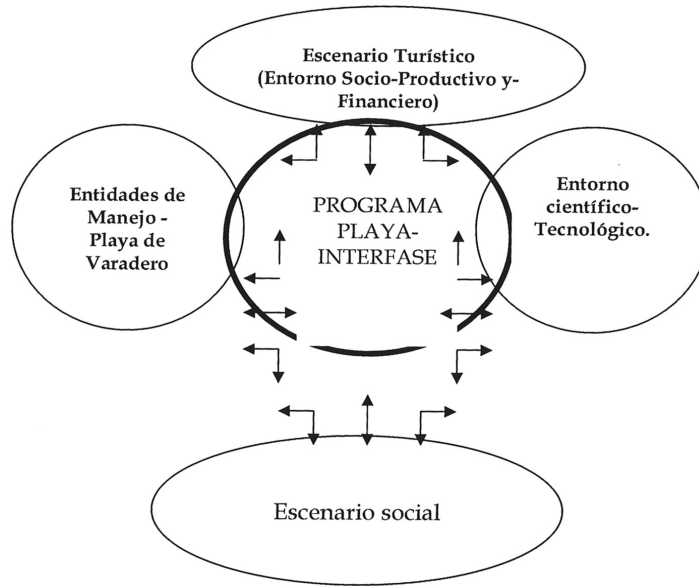 Escenario Turístico
(Entorno Socio-Productivo y-
Financiero)
Entidades de
Manejo -
Playa de
Varadero
PROGRAMA
PLAYA-
INTERFASE
Entorno
científico-
Tecnológico.
Escenario social